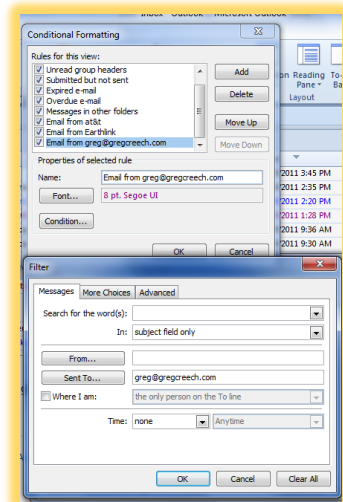 Inbox - Outlook - Microsoft Outlook
Conditional Formatting
Rules for this view:
Unread group headers
Submitted but not sent
Expired e-mail
Overdue e-mail
Messages in other folders
Email from at&t
Email from Earthlink
Email from greg@gregcreech.com
Add
Delete
Move Up
Move Down
Properties of selected rule
Name: Email from greg@gregcreech.com
Font... 8 pt. Segoe UI
Condition...
OK Cancel
on Reading To-
Pane Ba
Layout
/2011 3:45 PM
/2011 2:35 PM
/2011 2:20 PM
/2011 1:28 PM
/2011 9:36 AM
/2011 9:30 AM
Filter
Messages More Choices Advanced
Search for the word(s):
In: subject field only
From...
Sent To... greg@gregcreech.com
Where I am: the only person on the To line
Time: none Anytime
OK Cancel Clear All